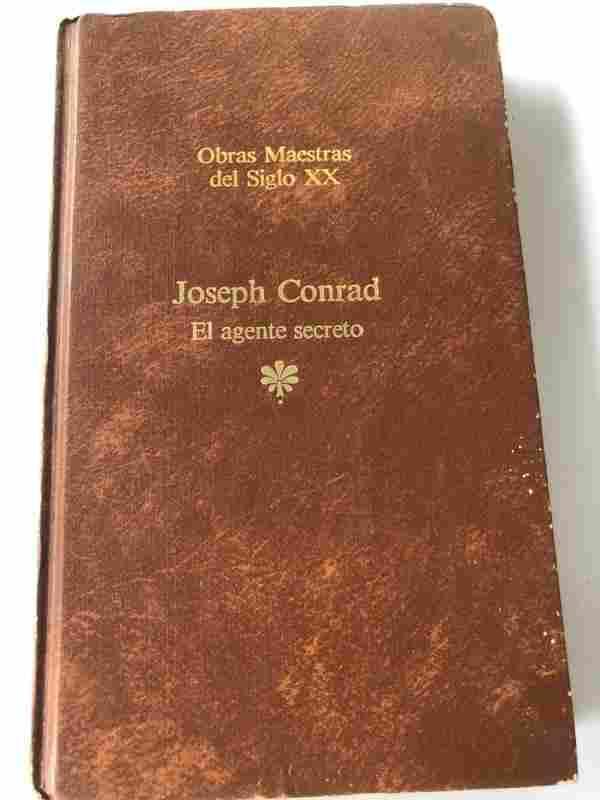 Obras Maestras
del Siglo XX
Joseph Conrad
El agente secreto